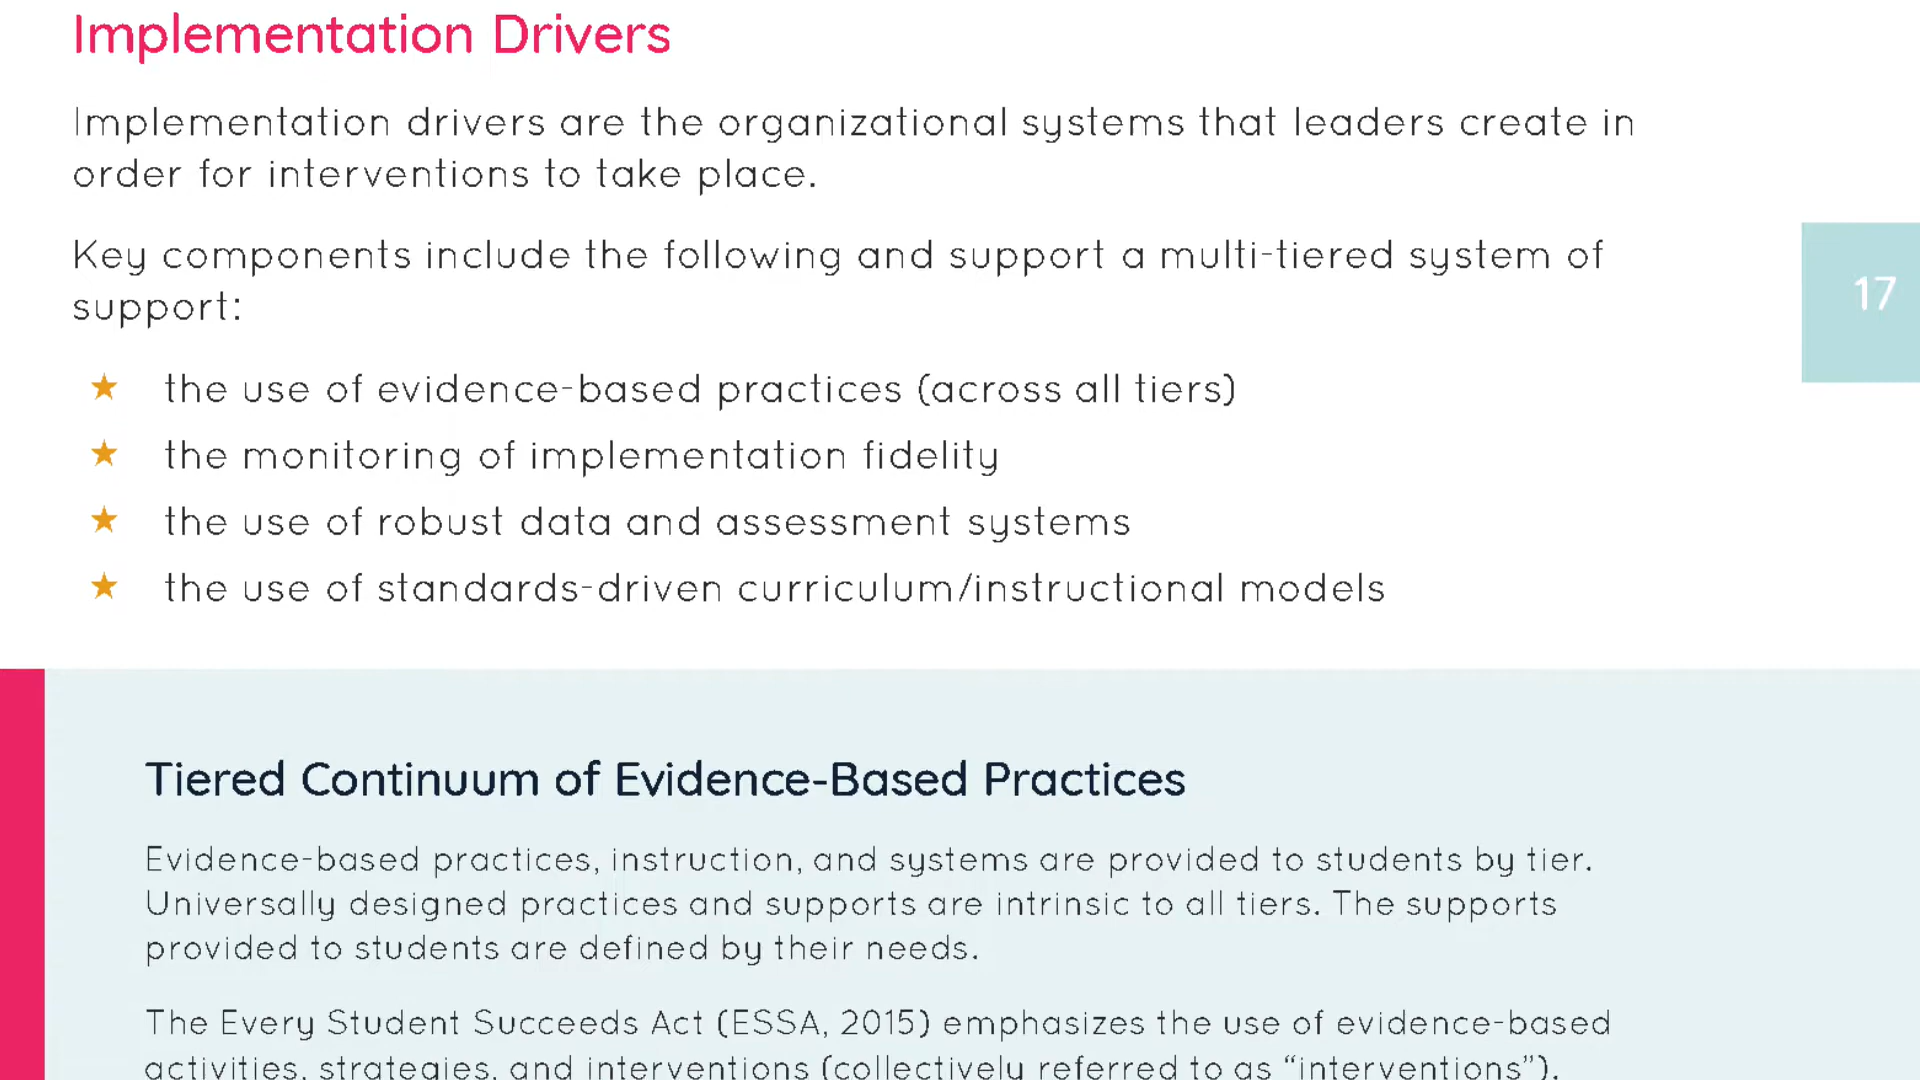 Implementation Drivers
Implementation drivers are the organizational systems that leaders create in
order for interventions to take place.
Key components include the following and support a multi-tiered system of
support:
17
★ the use of evidence-based practices (across all tiers)
★ the monitoring of implementation fidelity
★ the use of robust data and assessment systems
★ the use of standards-driven curriculum/instructional models
Tiered Continuum of Evidence-Based Practices
Evidence-based practices, instruction, and systems are provided to students by tier.
Universally designed practices and supports are intrinsic to all tiers. The supports
provided to students are defined by their needs.
The Every Student Succeeds Act (ESSA, 2015) emphasizes the use of evidence-based
activities, strategies, and interventions (collectively referred to as “interventions”).